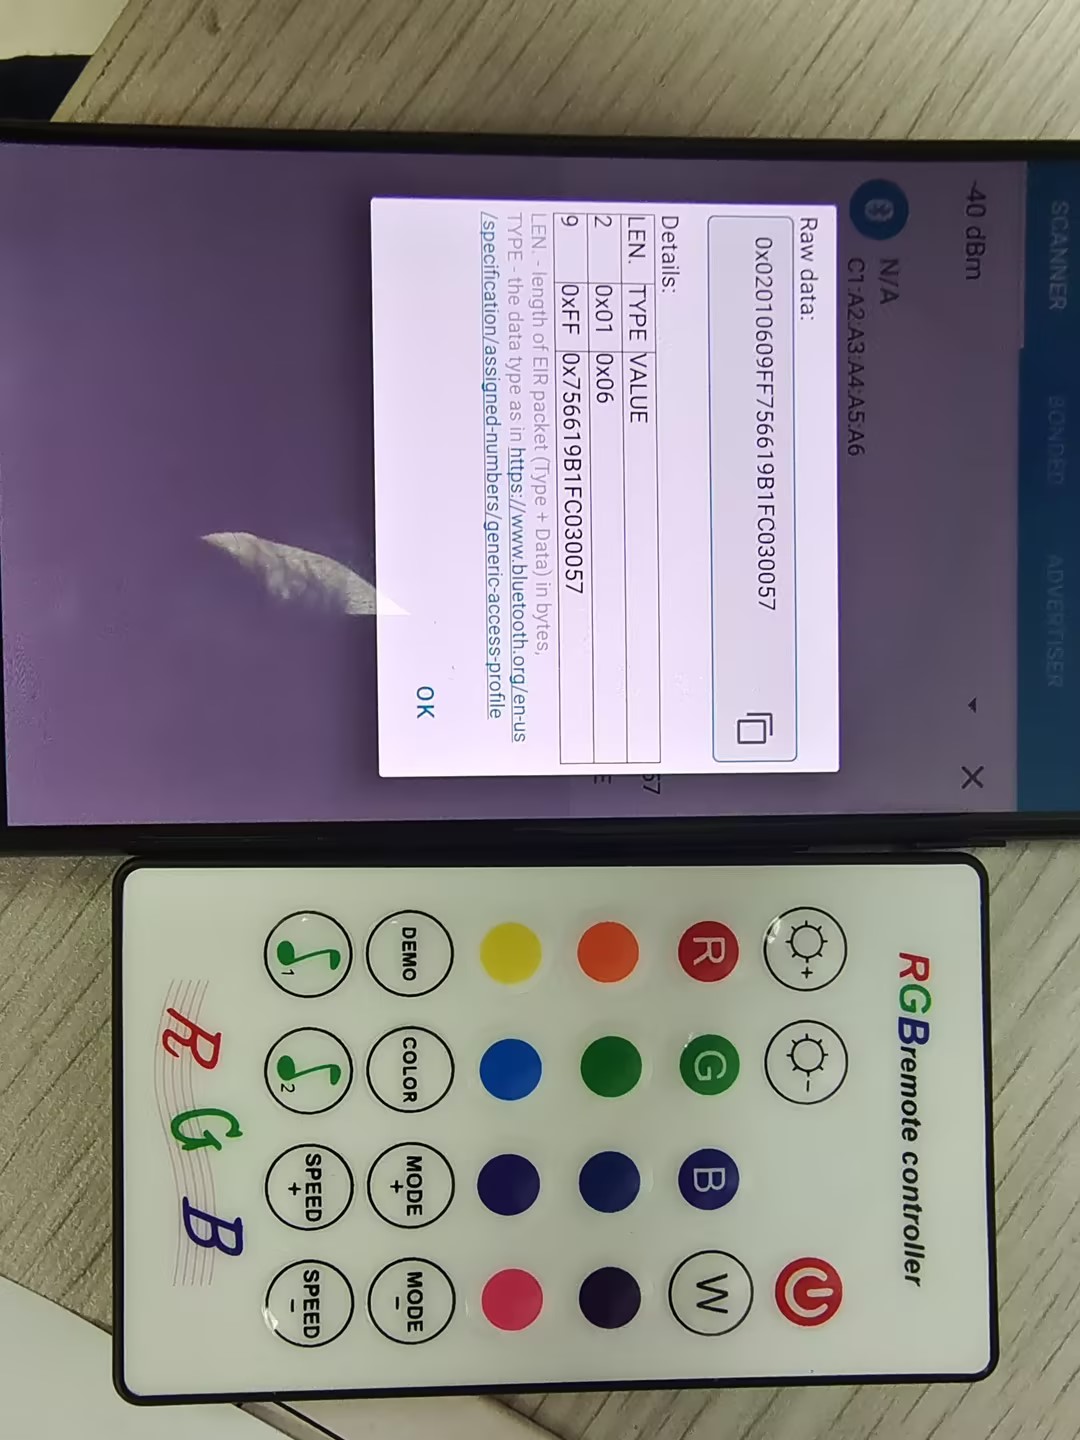 SCANNER
BONDED
ADVERTISER
-40 dBm
N/A
C1:A2:A3:A4:A5:A6
Raw data:
0x02010609FF756619B1FC030057
Details:
LEN. TYPE VALUE
2 0x01 0x06
9 0xFF 0x756619B1FC030057
LEN. - length of EIR packet (Type + Data) in bytes,
TYPE - the data type as in https://www.bluetooth.org/en-us
/specification/assigned-numbers/generic-access-profile
OK
57
E
RGBremote controller
+
-
R
G
B
W
DEMO
COLOR
MODE
+
MODE
-
1
2
SPEED
+
SPEED
-
R G B